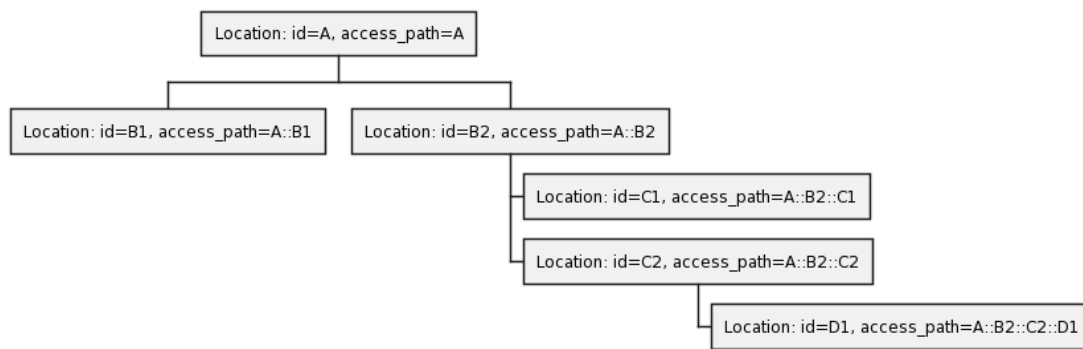 Location: id=A, access_path=A
Location: id=B1, access_path=A::B1
Location: id=B2, access_path=A::B2
Location: id=C1, access_path=A::B2::C1
Location: id=C2, access_path=A::B2::C2
Location: id=D1, access_path=A::B2::C2::D1